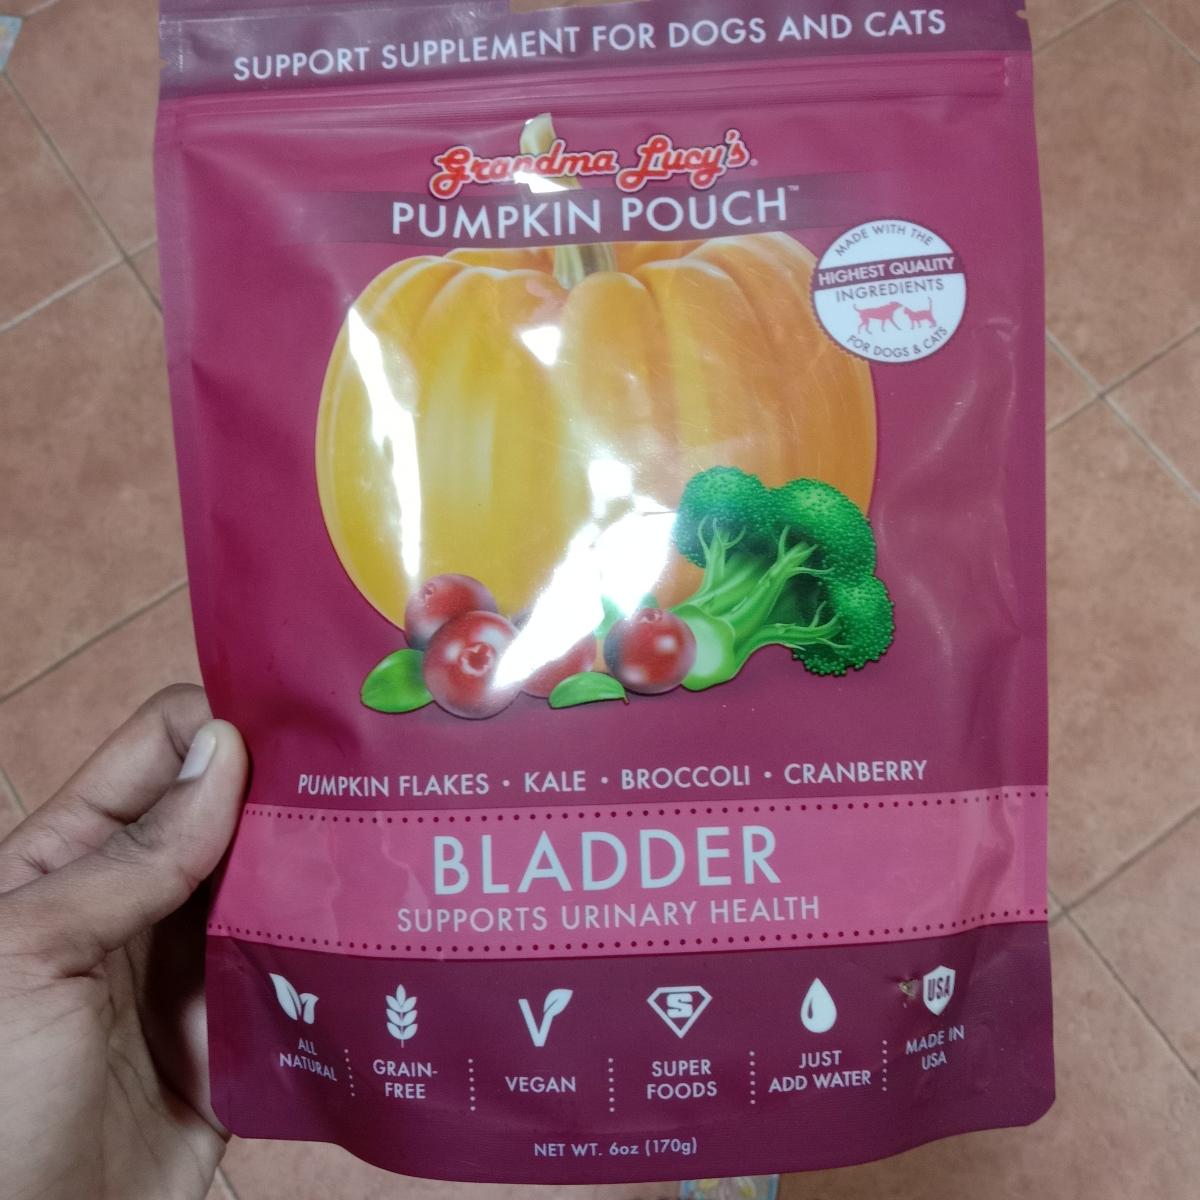 SUPPORT SUPPLEMENT FOR DOGS AND CATS
Grandma Lucy's.
PUMPKIN POUCH™
MADE WITH THE
HIGHEST QUALITY
INGREDIENTS
FOR DOGS & CATS
PUMPKIN FLAKES • KALE • BROCCOLI • CRANBERRY
BLADDER
SUPPORTS URINARY HEALTH
ALL
NATURAL
GRAIN-
FREE
VEGAN
S
SUPER
FOODS
JUST
ADD WATER
USA
MADE IN
USA
NET WT. 6oz (170g)